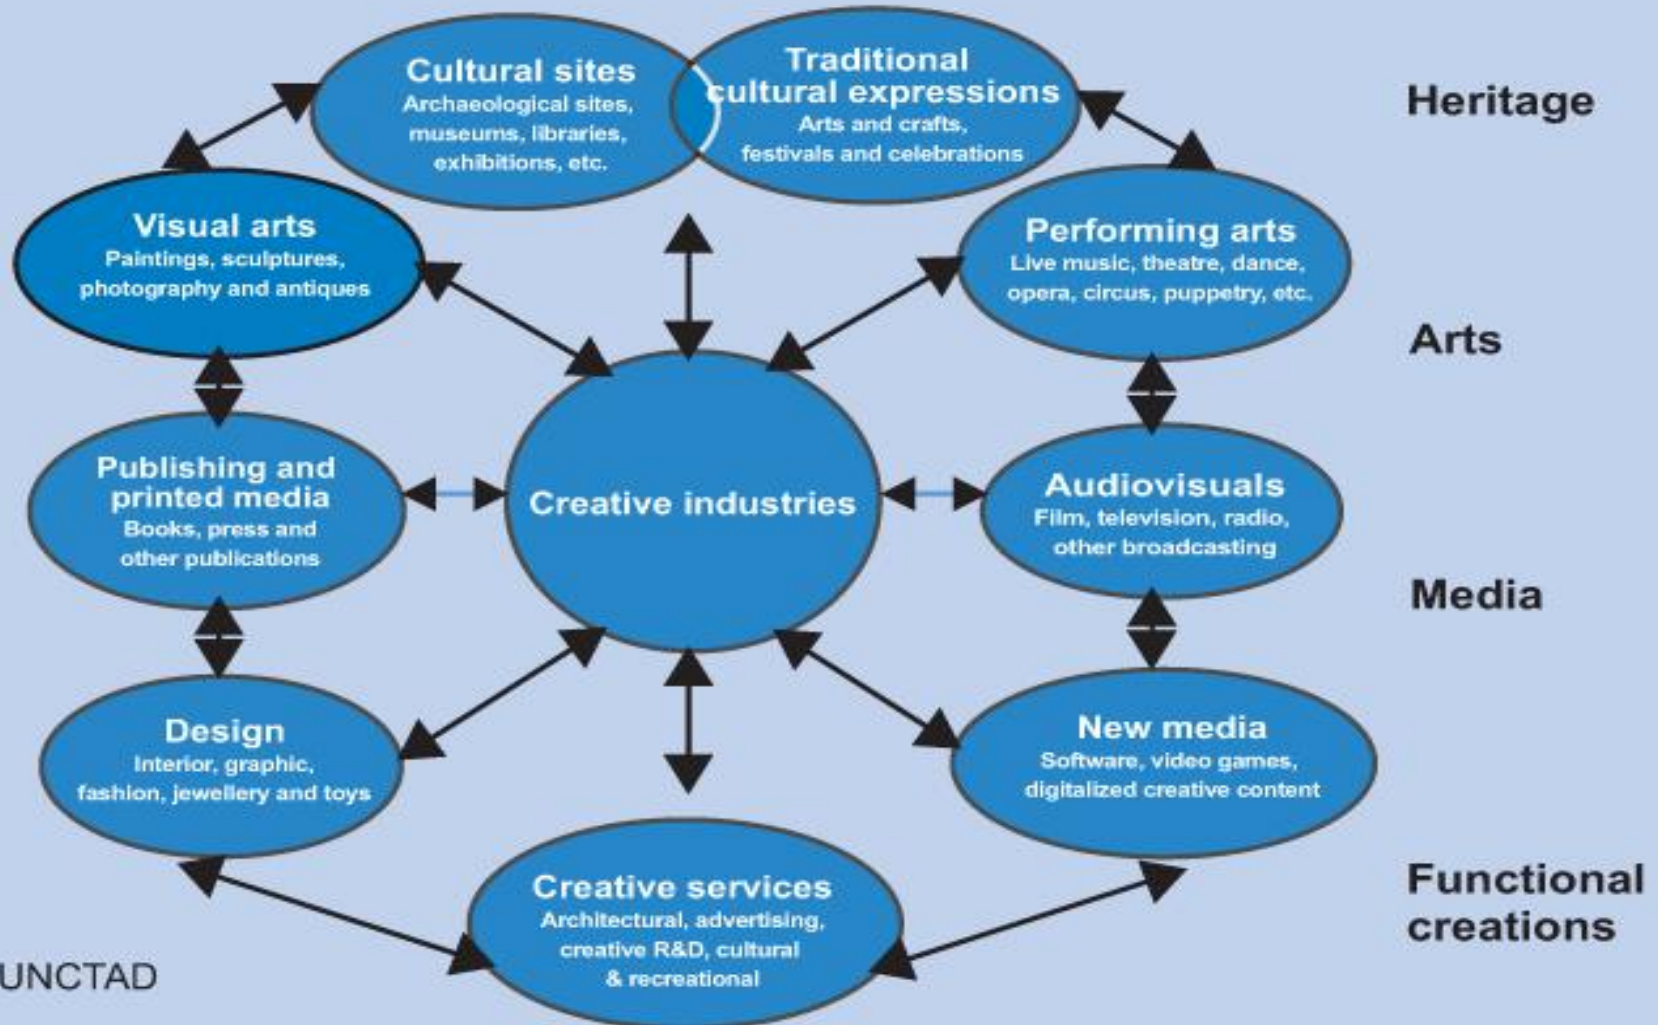 Cultural sites
Archaeological sites,
museums, libraries,
exhibitions, etc.
Traditional
cultural expressions
Arts and crafts,
festivals and celebrations
Heritage
Visual arts
Paintings, sculptures,
photography and antiques
Performing arts
Live music, theatre, dance,
opera, circus, puppetry, etc.
Arts
Publishing and
printed media
Books, press and
other publications
Creative industries
Audiovisuals
Film, television, radio,
other broadcasting
Media
Design
Interior, graphic,
fashion, jewellery and toys
New media
Software, video games,
digitalized creative content
Creative services
Architectural, advertising,
creative R&D, cultural
& recreational
Functional
creations
UNCTAD